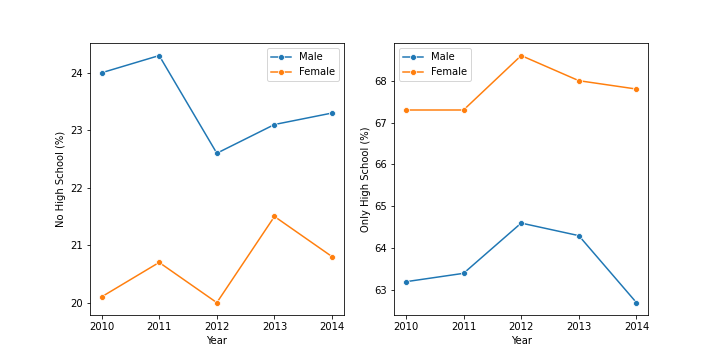 Male
Female
24
23
22
21
20
No High School (%)
2010 2011 2012 2013 2014
Year
Male
Female
68
67
66
65
64
63
Only High School (%)
2010 2011 2012 2013 2014
Year